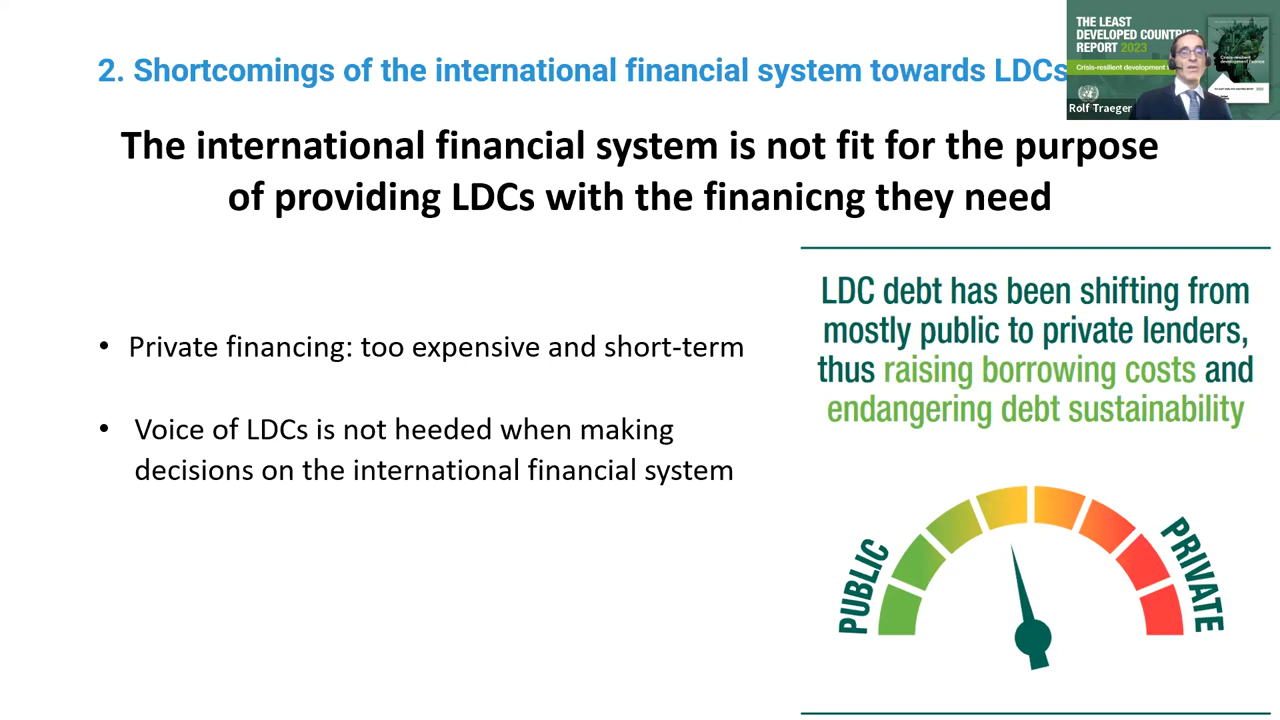 2. Shortcomings of the international financial system towards LDCs
THE LEAST
DEVELOPED COUNTRIES
REPORT 2023
Crisis-resilient development
Rolf Traeger
The international financial system is not fit for the purpose
of providing LDCs with the finanicng they need
• Private financing: too expensive and short-term
• Voice of LDCs is not heeded when making
decisions on the international financial system
LDC debt has been shifting from
mostly public to private lenders,
thus raising borrowing costs and
endangering debt sustainability
PUBLIC
PRIVATE